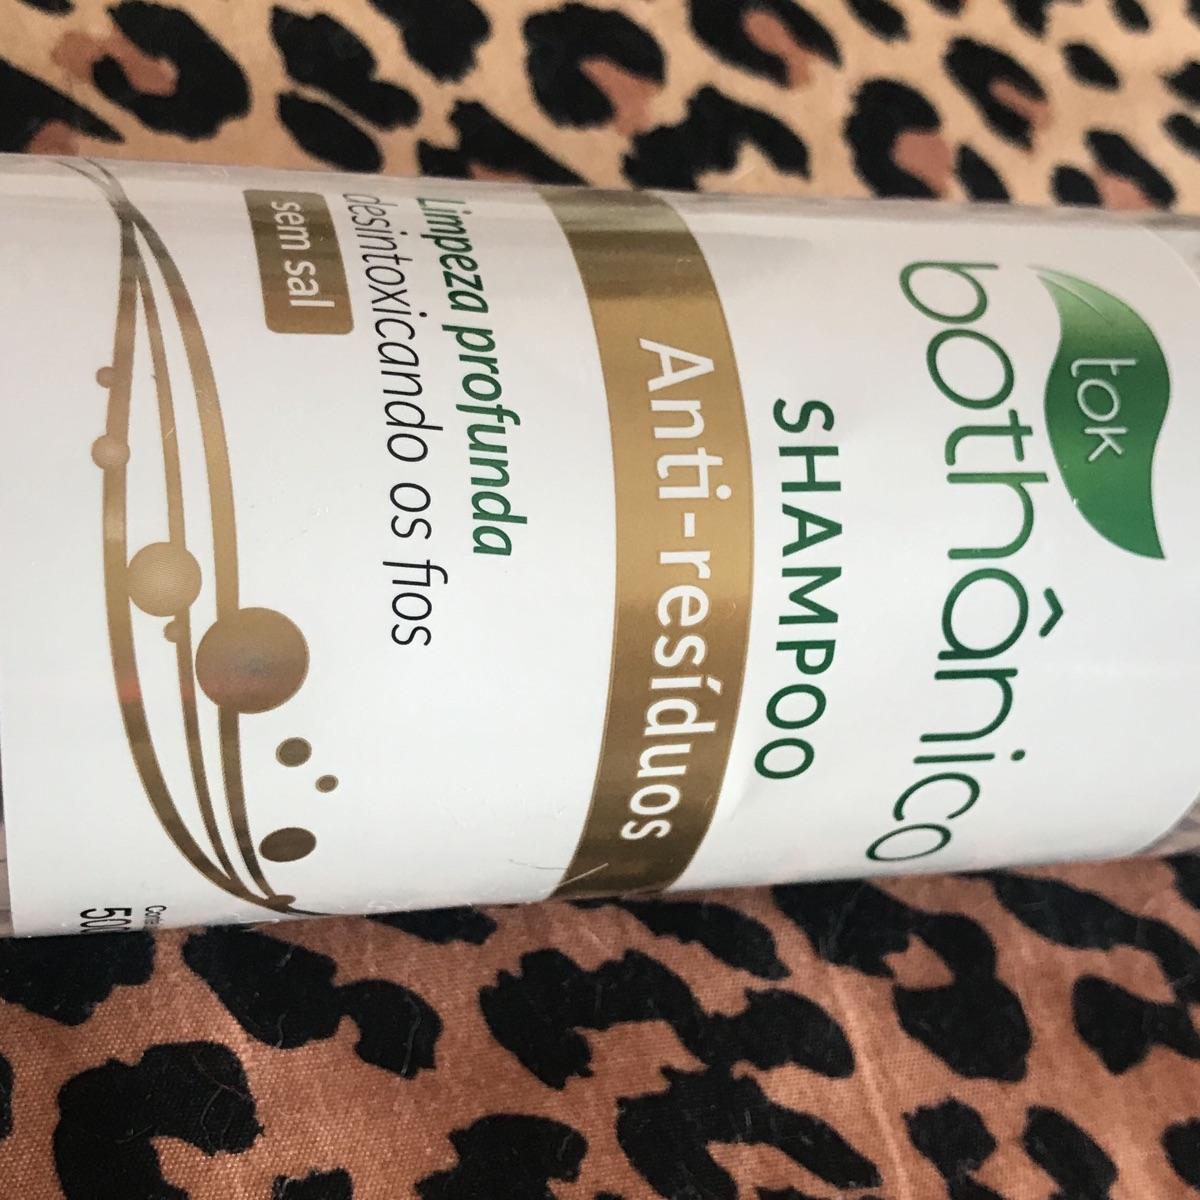 tok
bothânico
SHAMPOO
Anti-resíduos
Limpeza profunda
desintoxicando os fios
sem sal